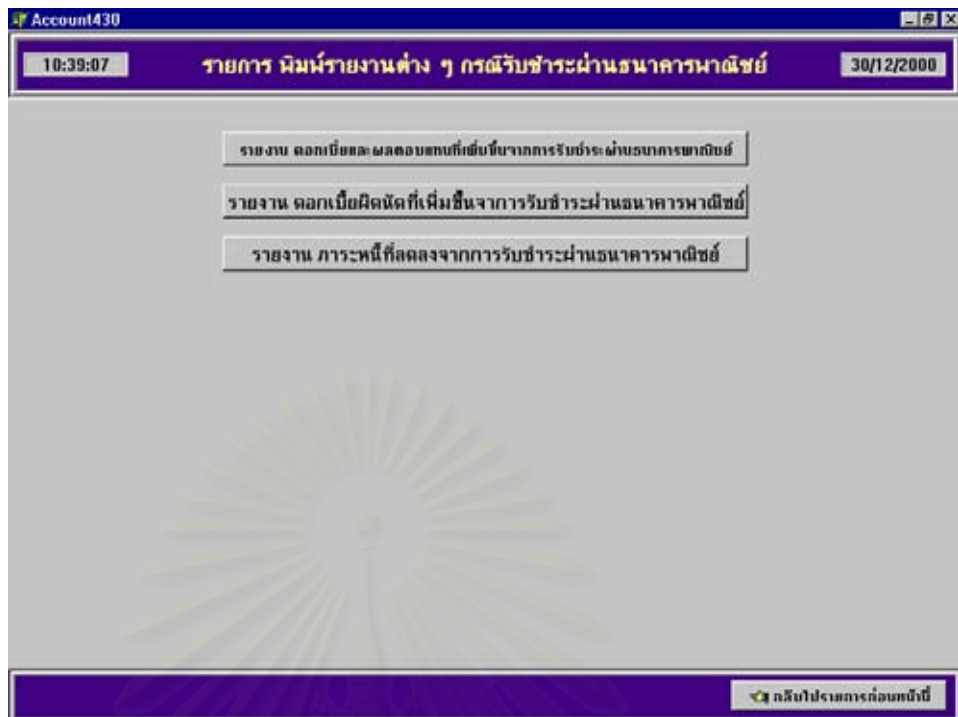 Account430
10:39:07
รายการ พิมพ์รายงานต่าง ๆ กรณีรับชำระผ่านธนาคารพาณิชย์
30/12/2000
รายงาน ดอกเบี้ยและผลตอบแทนที่เพิ่มขึ้นจากการรับชำระผ่านธนาคารพาณิชย์
รายงาน ดอกเบี้ยผิดนัดที่เพิ่มขึ้นจาการรับชำระผ่านธนาคารพาณิชย์
รายงาน ภาระหนี้ที่ลดลงจากการรับชำระผ่านธนาคารพาณิชย์
กลับไปรายการก่อนหน้านี้